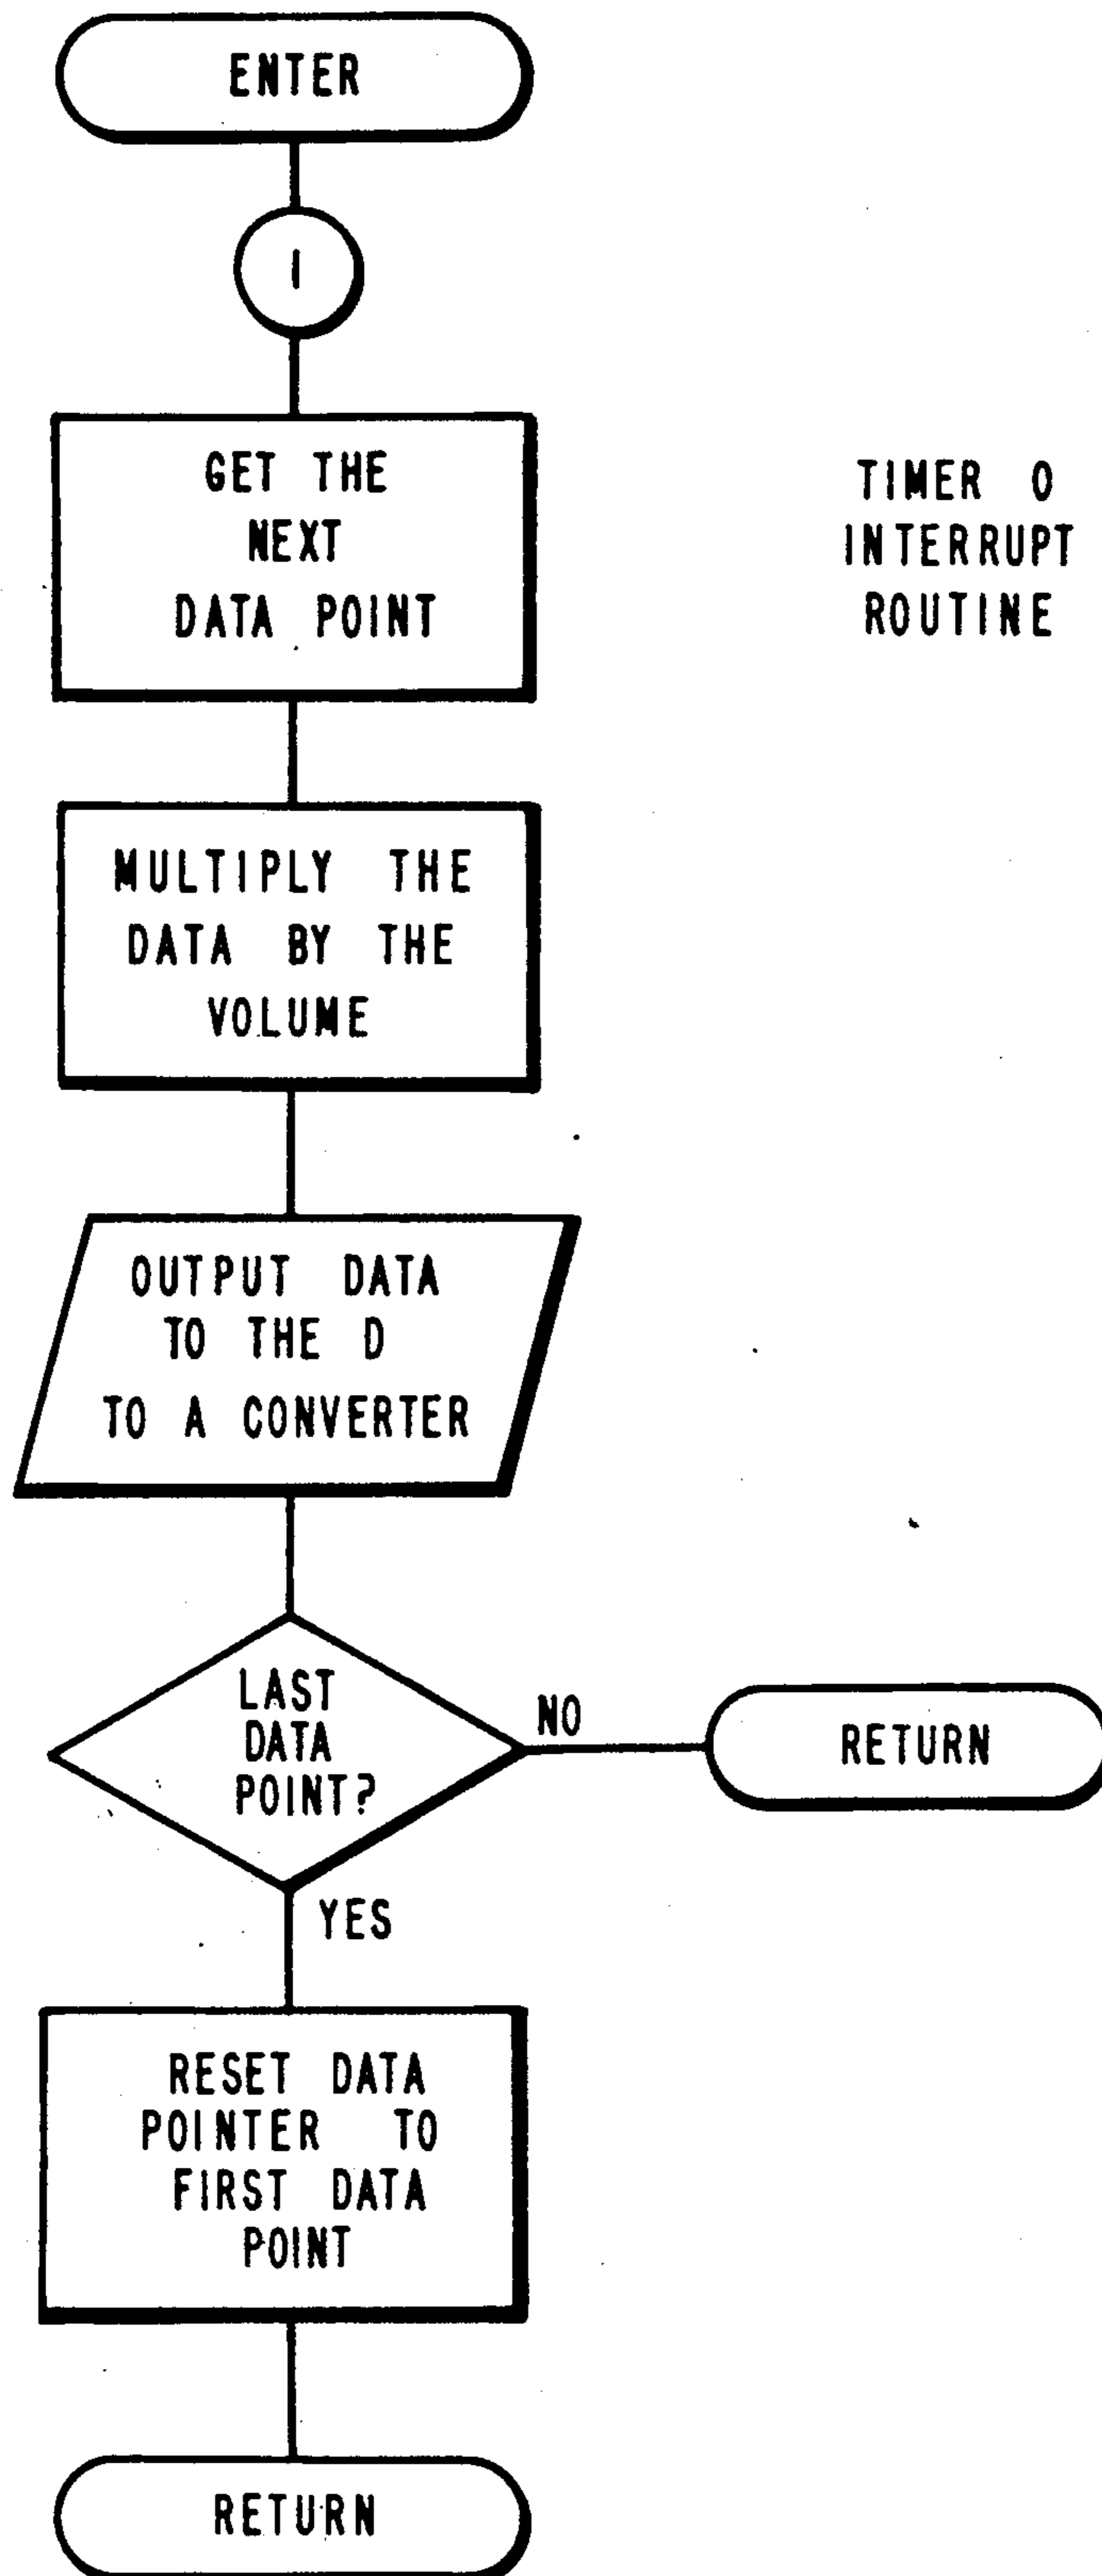 ENTER
1
GET THE
NEXT
DATA POINT
TIMER 0
INTERRUPT
ROUTINE
MULTIPLY THE
DATA BY THE
VOLUME
OUTPUT DATA
TO THE D
TO A CONVERTER
LAST
DATA
POINT?
NO
RETURN
YES
RESET DATA
POINTER TO
FIRST DATA
POINT
RETURN